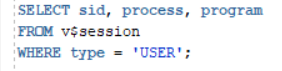 SELECT sid, process, program
FROM v$session
WHERE type = 'USER';